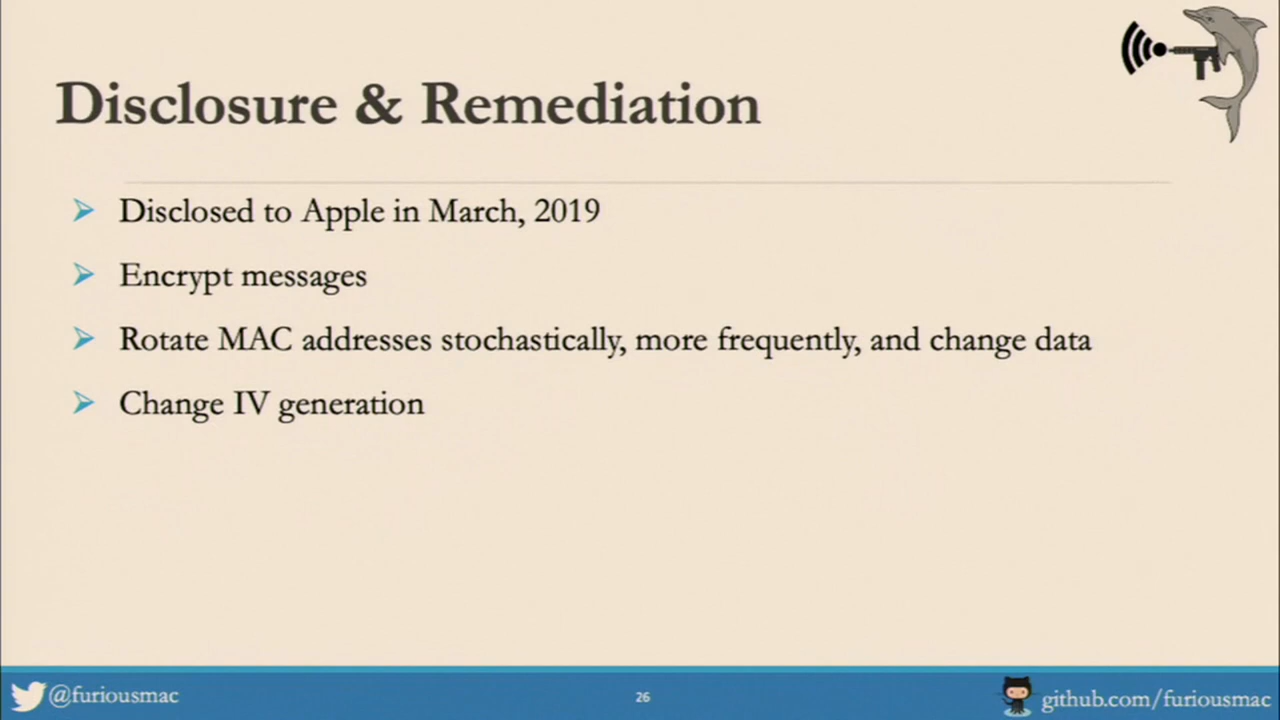 Disclosure & Remediation
Disclosed to Apple in March, 2019
Encrypt messages
Rotate MAC addresses stochastically, more frequently, and change data
Change IV generation
@furiousmac
26
github.com/furiousmac